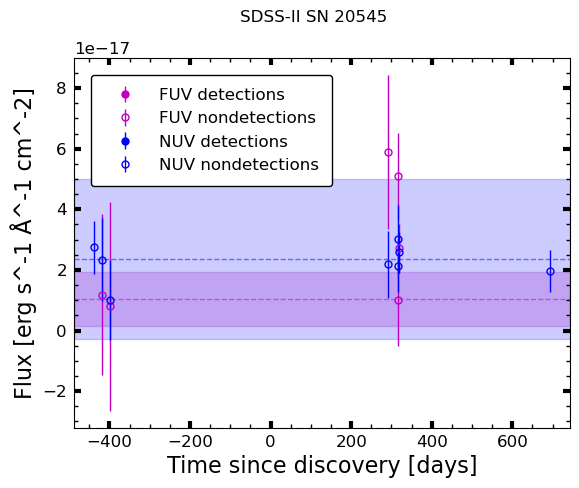 SDSS-II SN 20545
1e−17
FUV detections
FUV nondetections
NUV detections
NUV nondetections
8
6
4
2
0
−2
Flux [erg s^-1 Å^-1 cm^-2]
−400 −200 0 200 400 600
Time since discovery [days]